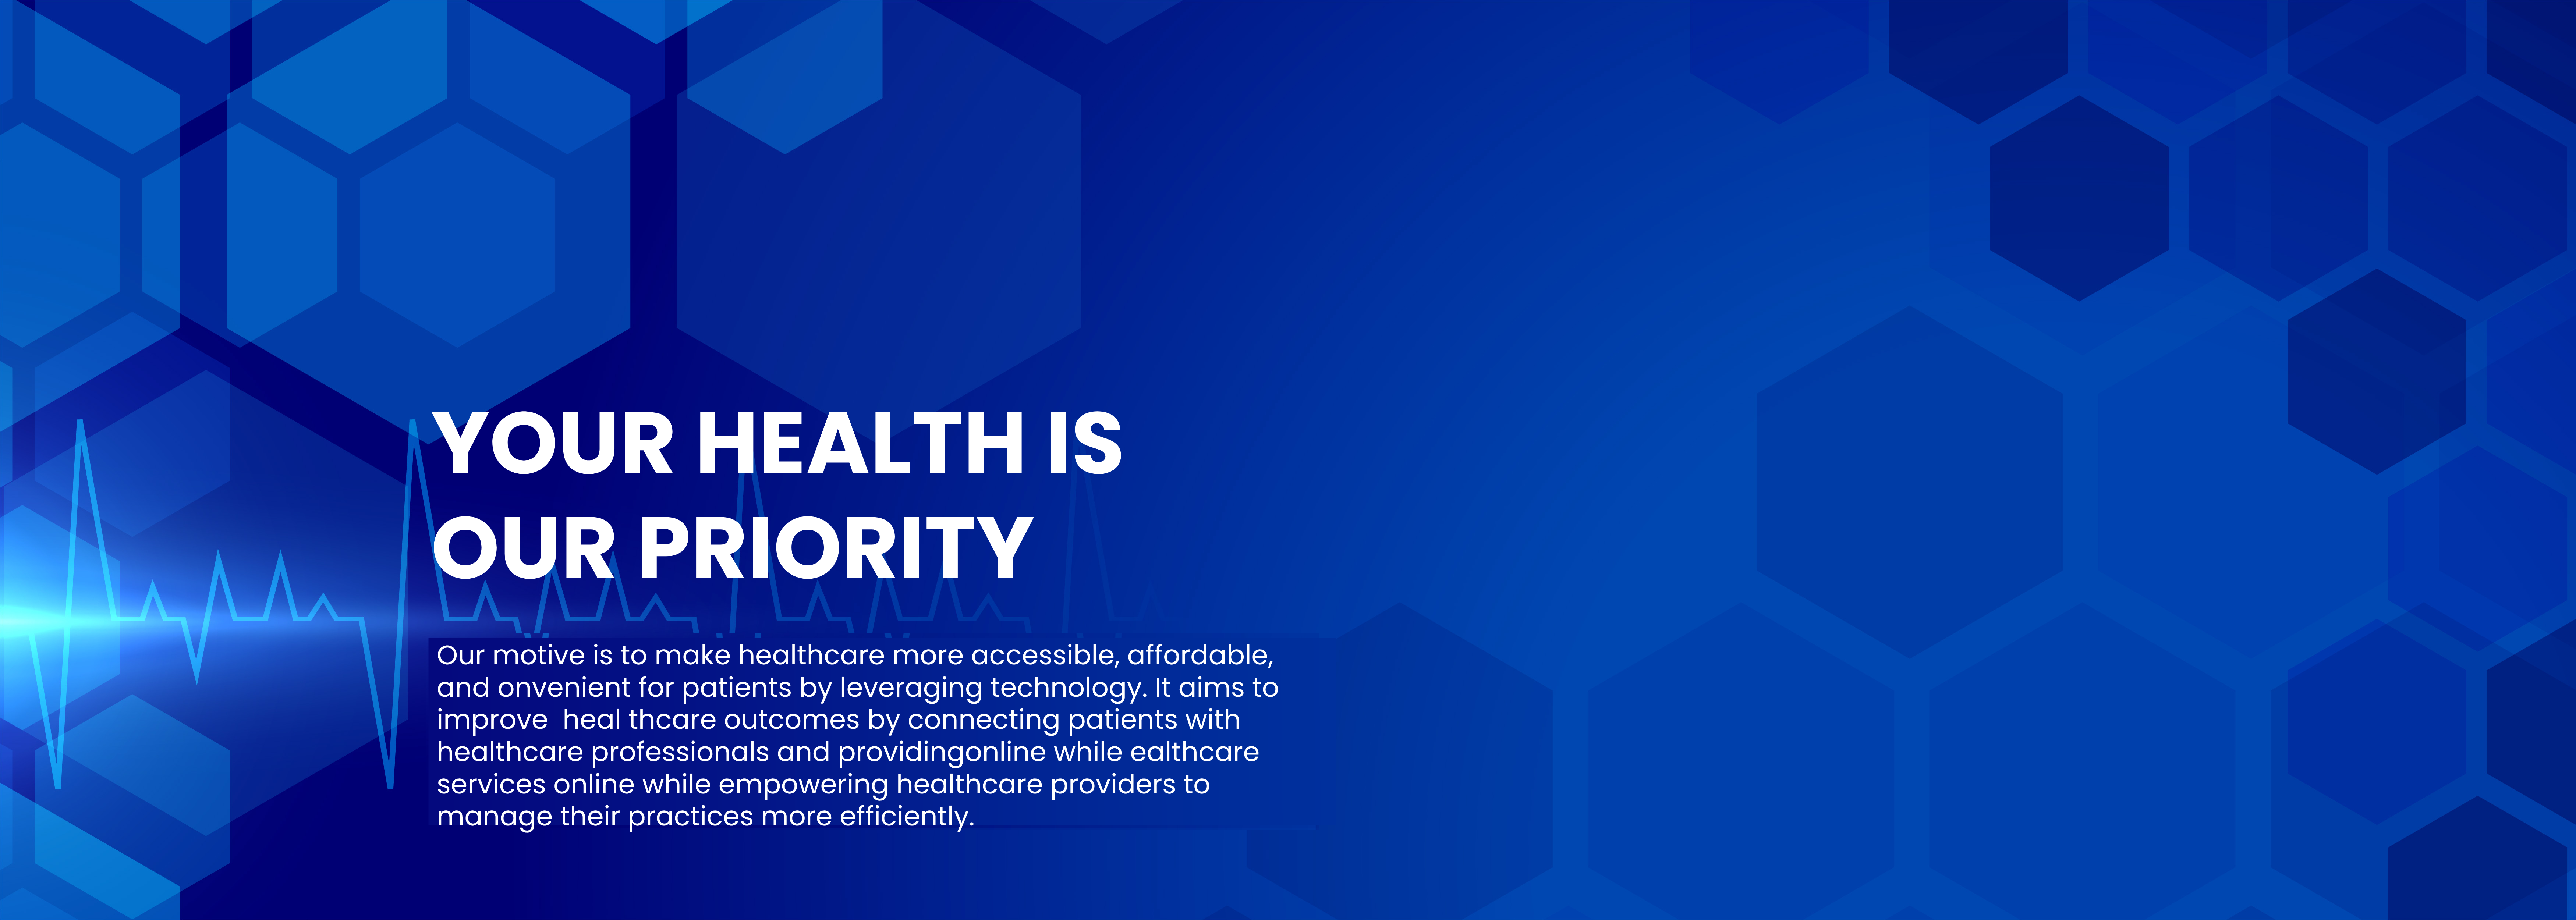 YOUR HEALTH IS
OUR PRIORITY
Our motive is to make healthcare more accessible, affordable,
and onvenient for patients by leveraging technology. It aims to
improve  heal thcare outcomes by connecting patients with
healthcare professionals and providingonline while ealthcare
services online while empowering healthcare providers to
manage their practices more efficiently.